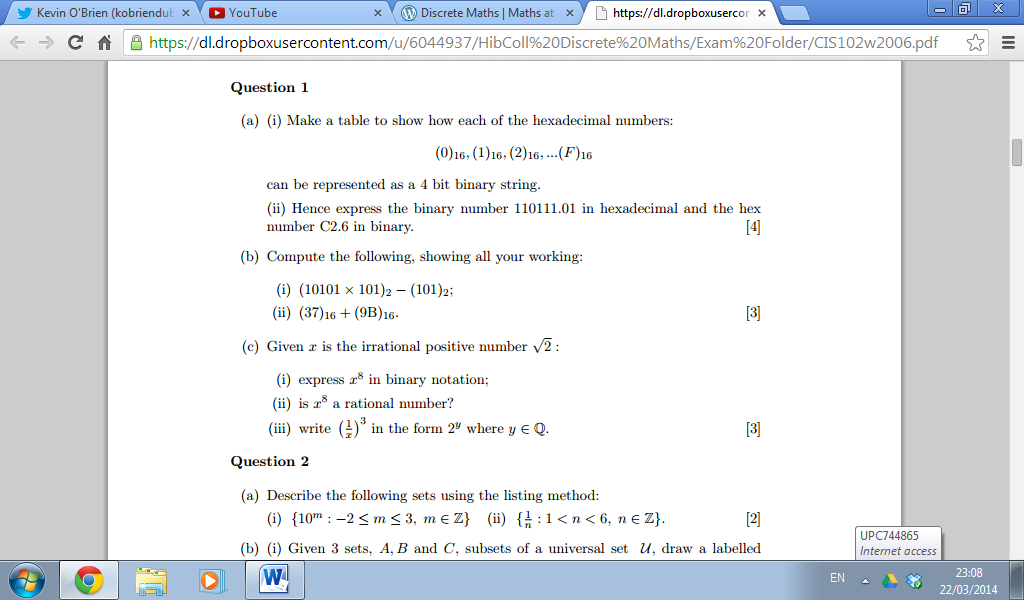 Kevin O'Brien (kobriendub
YouTube
Discrete Maths | Maths at
https://dl.dropboxusercor
https://dl.dropboxusercontent.com/u/6044937/HibColl%20Discrete%20Maths/Exam%20Folder/CIS102w2006.pdf
Question 1
(a) (i) Make a table to show how each of the hexadecimal numbers:
(0)₁₆, (1)₁₆, (2)₁₆, ...(F)₁₆
can be represented as a 4 bit binary string.
(ii) Hence express the binary number 110111.01 in hexadecimal and the hex
number C2.6 in binary. [4]
(b) Compute the following, showing all your working:
(i) (10101 × 101)₂ − (101)₂;
(ii) (37)₁₆ + (9B)₁₆. [3]
(c) Given x is the irrational positive number √2 :
(i) express x⁸ in binary notation;
(ii) is x⁸ a rational number?
(iii) write (1/x)³ in the form 2ʸ where y ∈ ℚ. [3]
Question 2
(a) Describe the following sets using the listing method:
(i) {10ᵐ : −2 ≤ m ≤ 3, m ∈ ℤ} (ii) {1/n : 1 < n < 6, n ∈ ℤ}. [2]
(b) (i) Given 3 sets, A, B and C, subsets of a universal set U, draw a labelled
UPC744865
Internet access
EN
23:08
22/03/2014